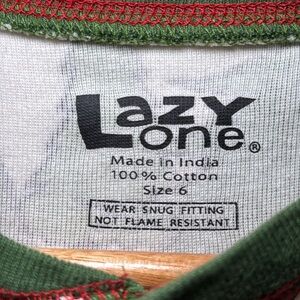 Lazy
one®
Made in India
100% Cotton
Size 6
WEAR SNUG FITTING
NOT FLAME RESISTANT